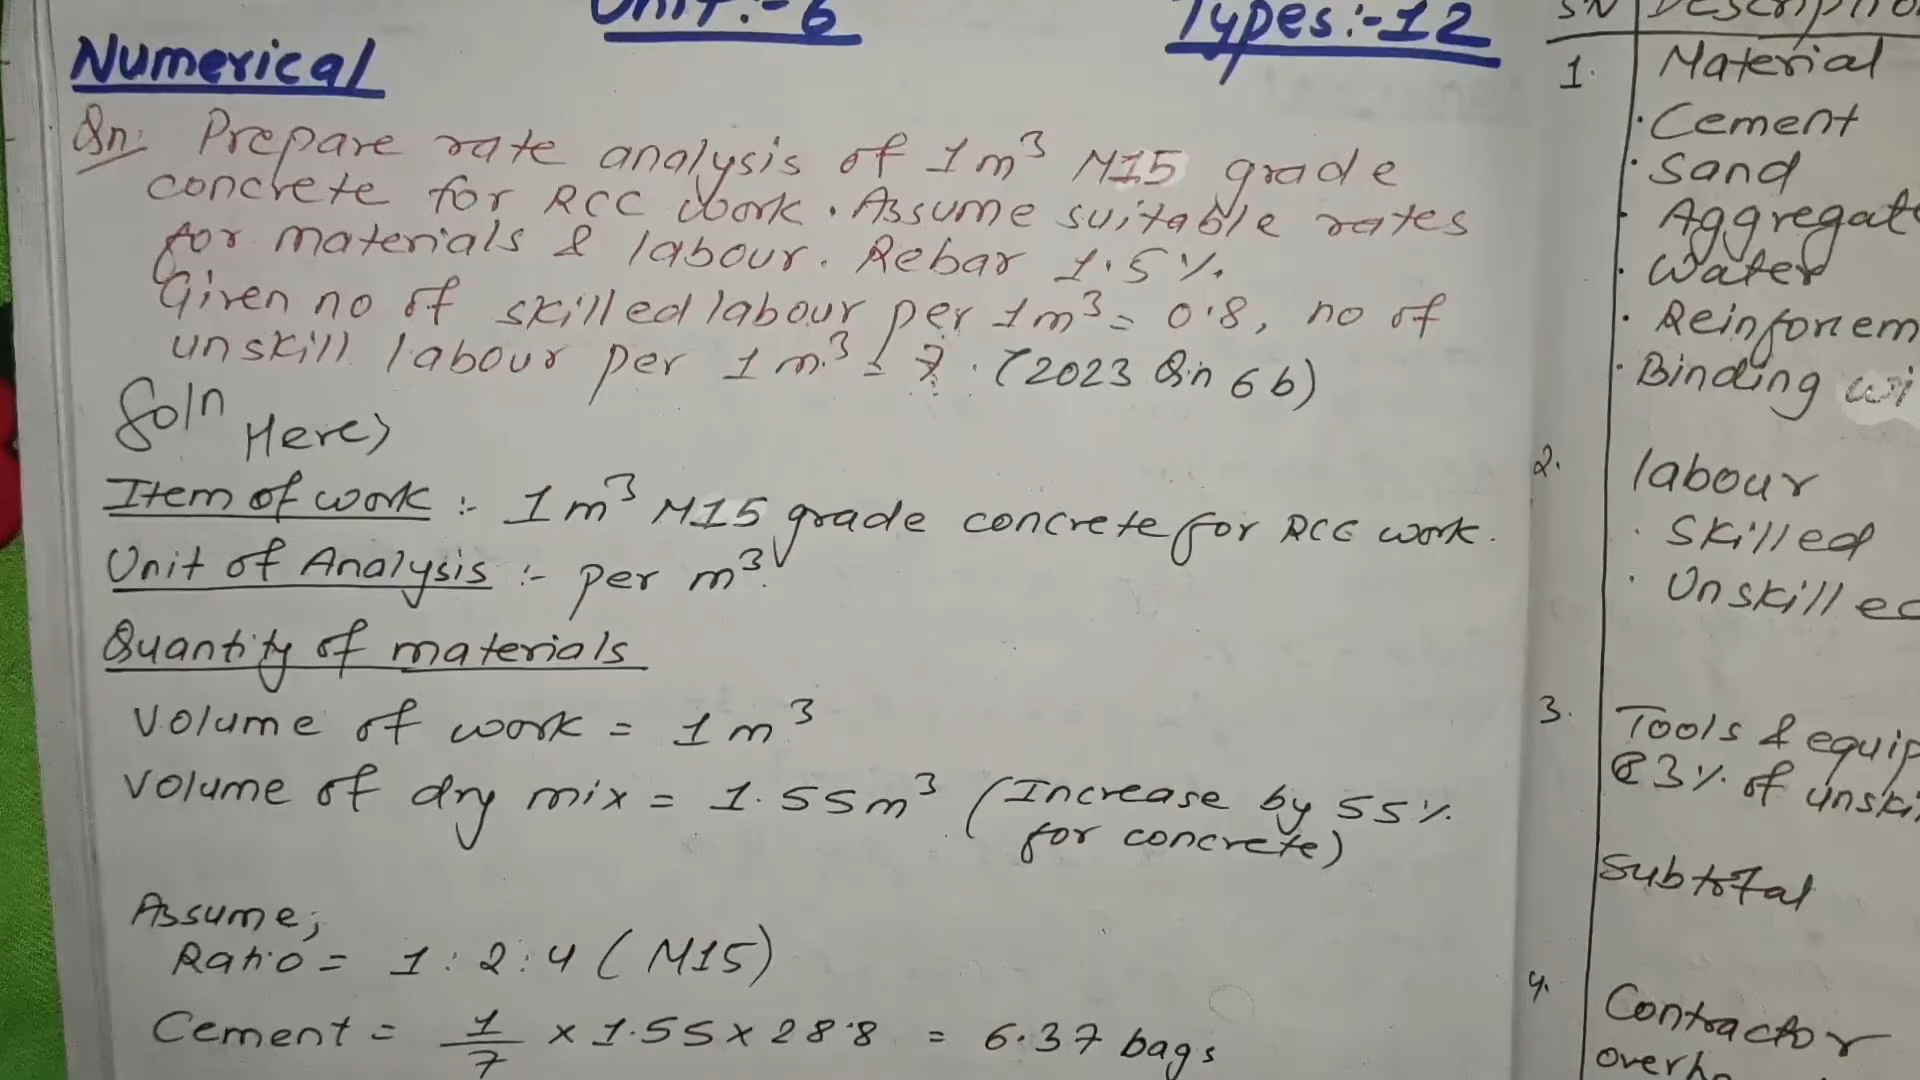 Unit:-6
Types:-12
Numerical
Qn: Prepare rate analysis of 1m³ M15 grade
concrete for RCC work. Assume suitable rates
for materials & labour. Rebar 1.5%.
Given no of skilled labour per 1m³ = 0.8, no of
unskill labour per 1m³ = 7. (2023 Qn 6b)
Soln
Here,
Item of work :- 1m³ M15 grade concrete for RCC work.
Unit of Analysis :- per m³
Quantity of materials
Volume of work = 1m³
Volume of dry mix = 1.55m³ (Increase by 55%
for concrete)
Assume;
Ratio = 1:2:4 (M15)
Cement = 1/7 x 1.55 x 28.8 = 6.37 bags
SN
1. Material
· Cement
· Sand
· Aggregat
· Water
· Reinforcem
· Binding wi
2. labour
· Skilled
· Unskilled
3. Tools & equip
@3% of unski
subtotal
4. Contractor
overh